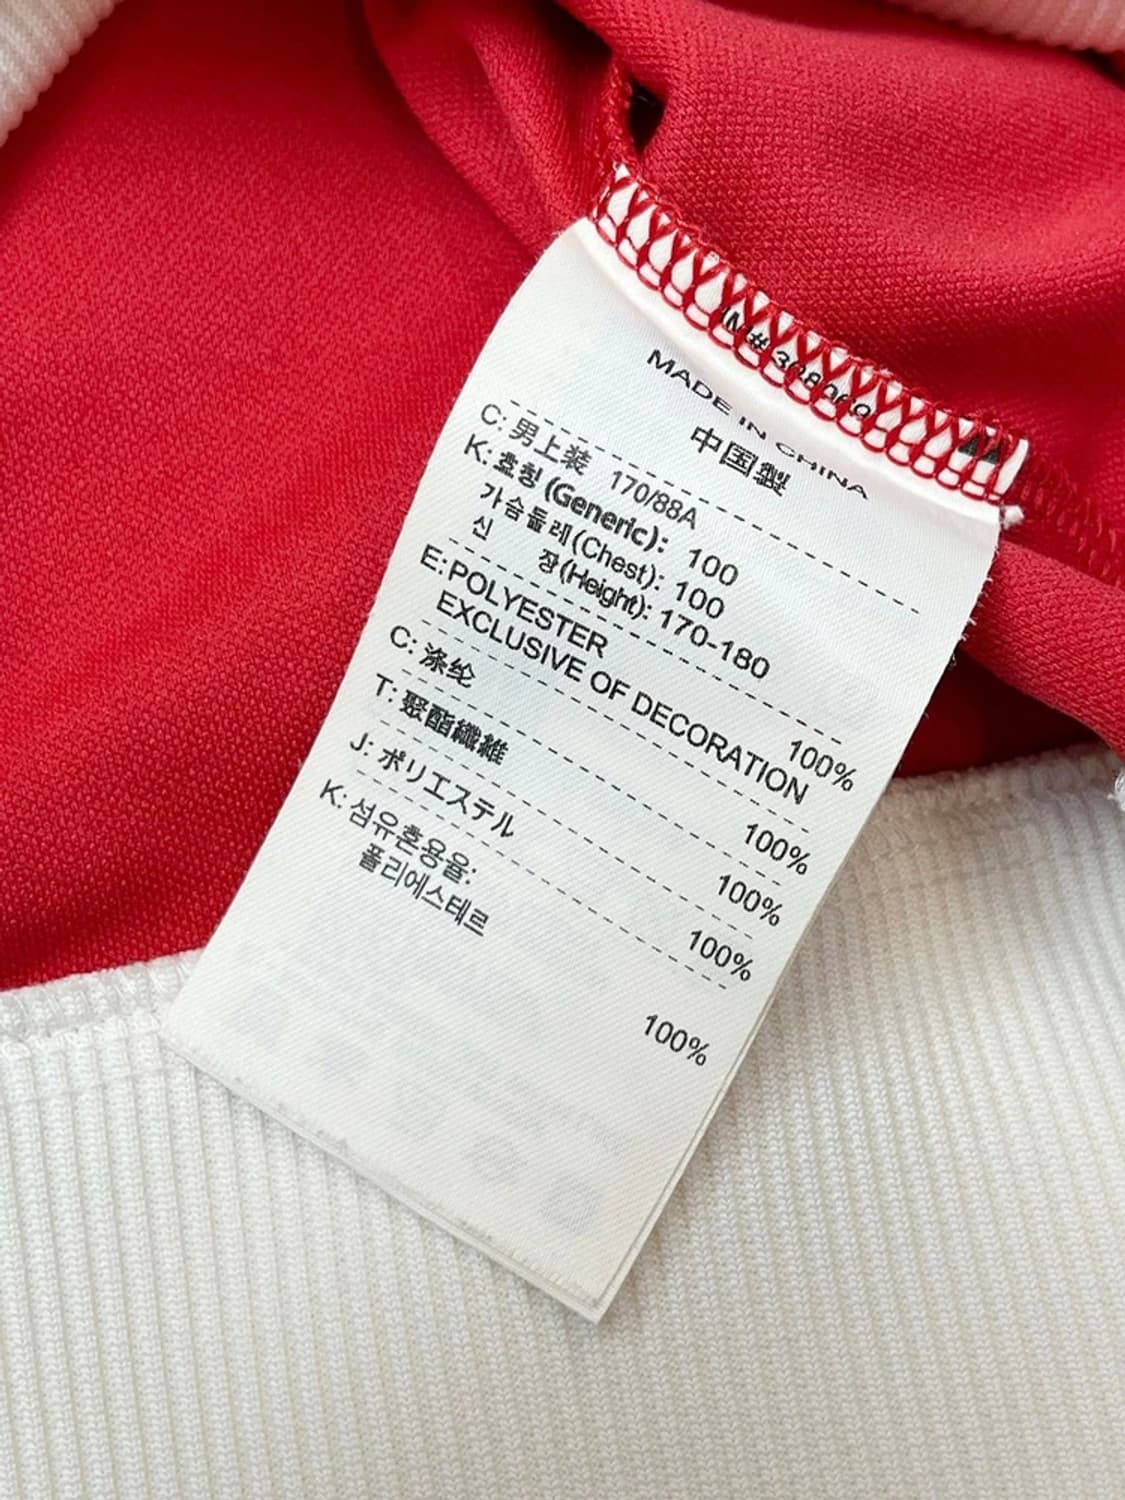 MADE IN CHINA
中国製
C: 男上装 170/88A
K: 호칭 (Generic): 100
가슴둘레(Chest): 100
신 장(Height): 170-180
E: POLYESTER 100%
EXCLUSIVE OF DECORATION
C: 涤纶 100%
T: 聚酯纖維 100%
J: ポリエステル 100%
K: 섬유혼용율:
폴리에스테르 100%